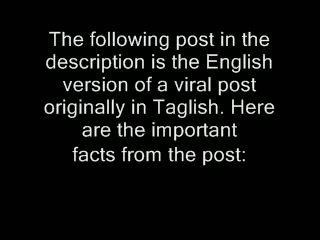 The following post in the
description is the English
version of a viral post
originally in Taglish. Here
are the important
facts from the post: